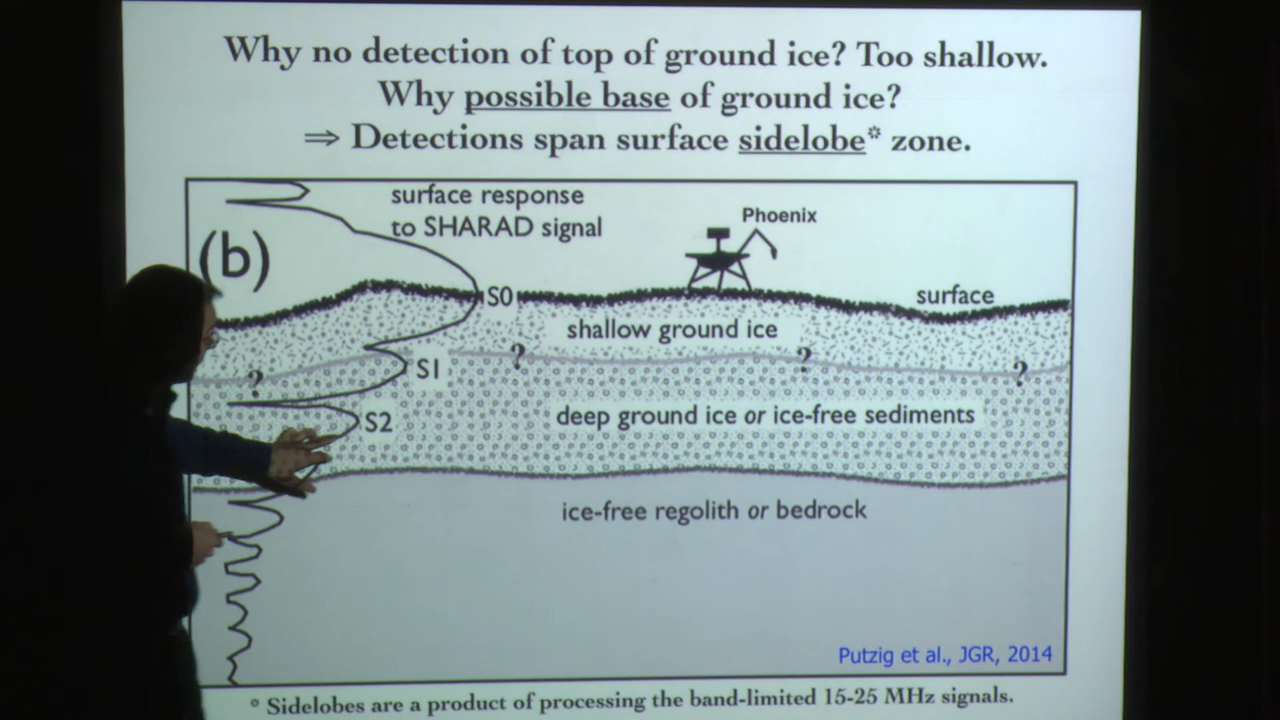 Why no detection of top of ground ice? Too shallow.
Why possible base of ground ice?
⇒ Detections span surface sidelobe* zone.
surface response
to SHARAD signal
Phoenix
(b)
S0
surface
shallow ground ice
?
?
?
?
S1
deep ground ice or ice-free sediments
S2
ice-free regolith or bedrock
Putzig et al., JGR, 2014
* Sidelobes are a product of processing the band-limited 15-25 MHz signals.